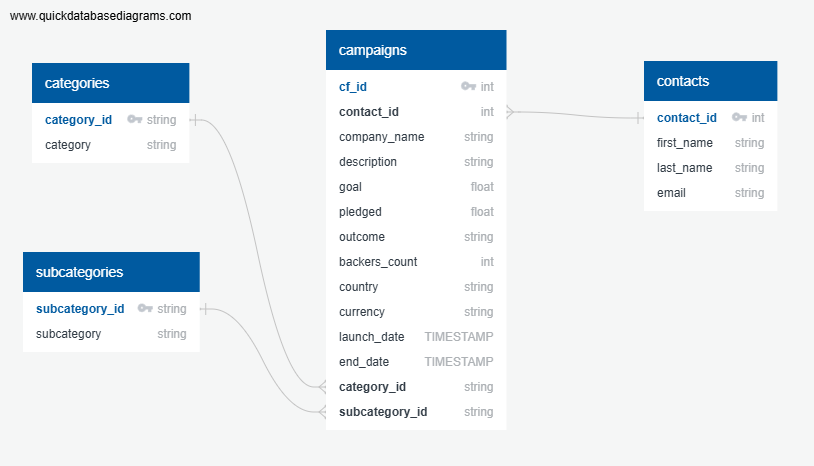 www.quickdatabasediagrams.com
categories
category_id string
category string
subcategories
subcategory_id string
subcategory string
campaigns
cf_id int
contact_id int
company_name string
description string
goal float
pledged float
outcome string
backers_count int
country string
currency string
launch_date TIMESTAMP
end_date TIMESTAMP
category_id string
subcategory_id string
contacts
contact_id int
first_name string
last_name string
email string